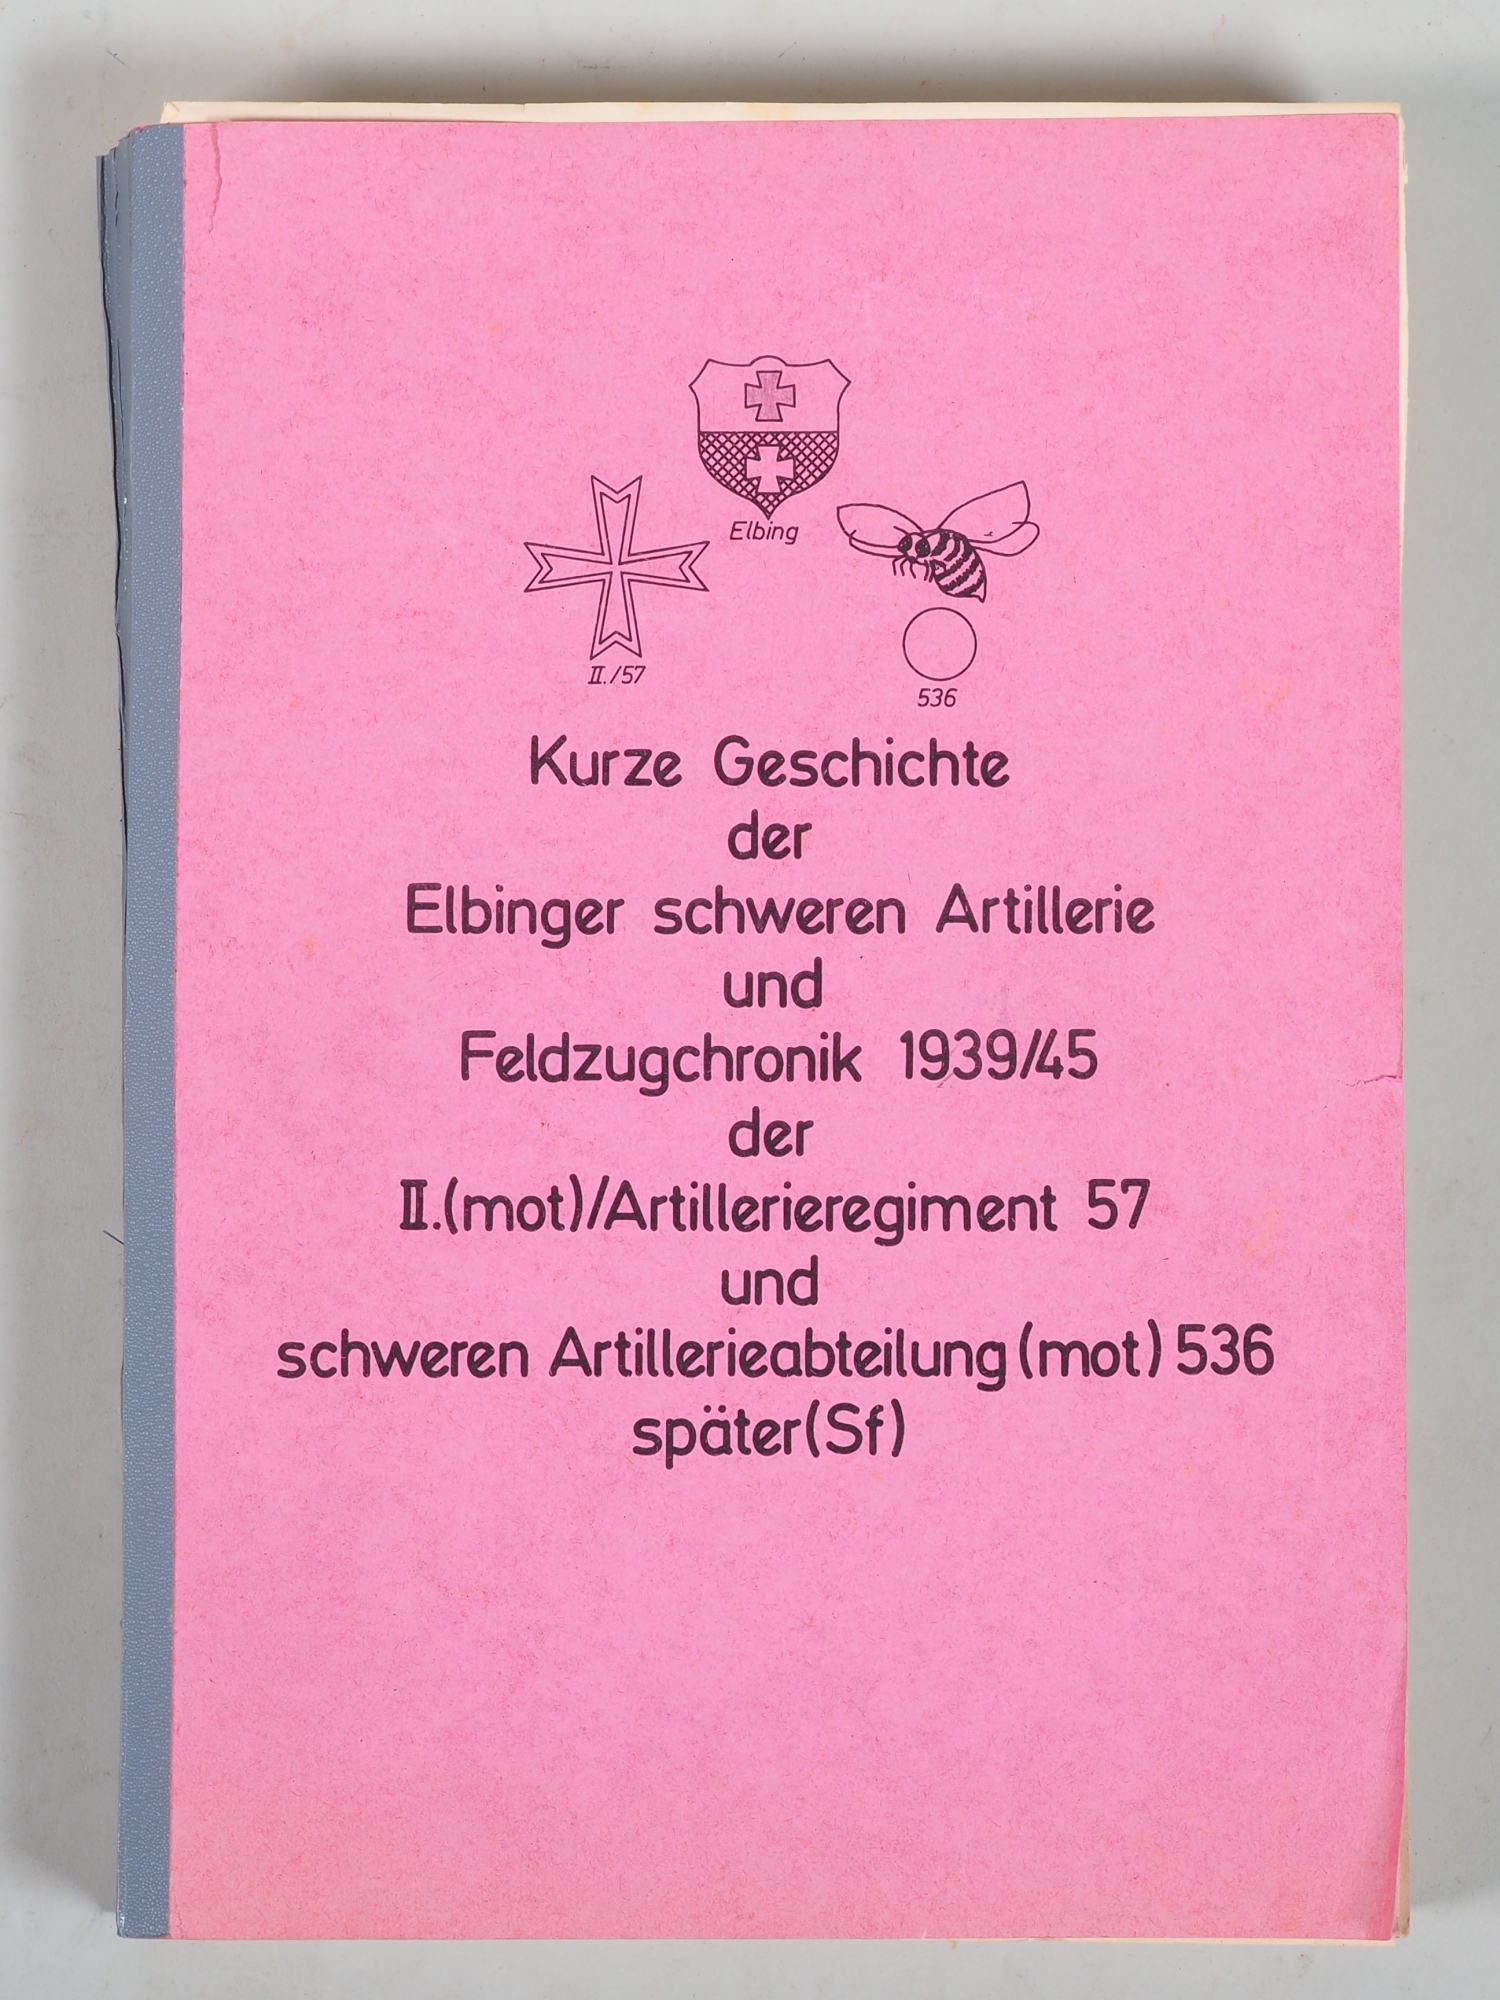 Elbing
II./57
536
Kurze Geschichte
der
Elbinger schweren Artillerie
und
Feldzugchronik 1939/45
der
II.(mot)/Artillerieregiment 57
und
schweren Artillerieabteilung (mot) 536
später (Sf)